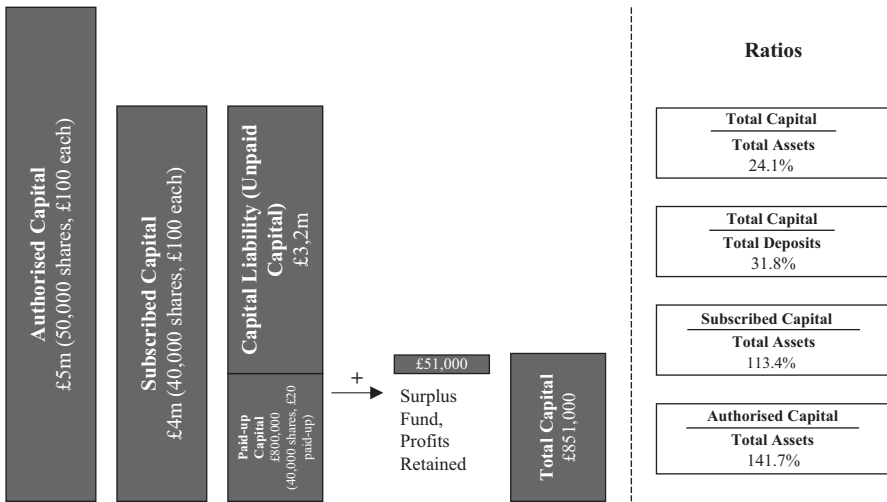 Authorised Capital
£5m (50,000 shares, £100 each)
Subscribed Capital
£4m (40,000 shares, £100 each)
Capital Liability (Unpaid
Capital)
£3,2m
Paid-up
Capital
£800,000
(40,000 shares, £20
paid-up)
+
£51,000
Surplus
Fund,
Profits
Retained
Total Capital
£851,000
Ratios
Total Capital
Total Assets
24.1%
Total Capital
Total Deposits
31.8%
Subscribed Capital
Total Assets
113.4%
Authorised Capital
Total Assets
141.7%